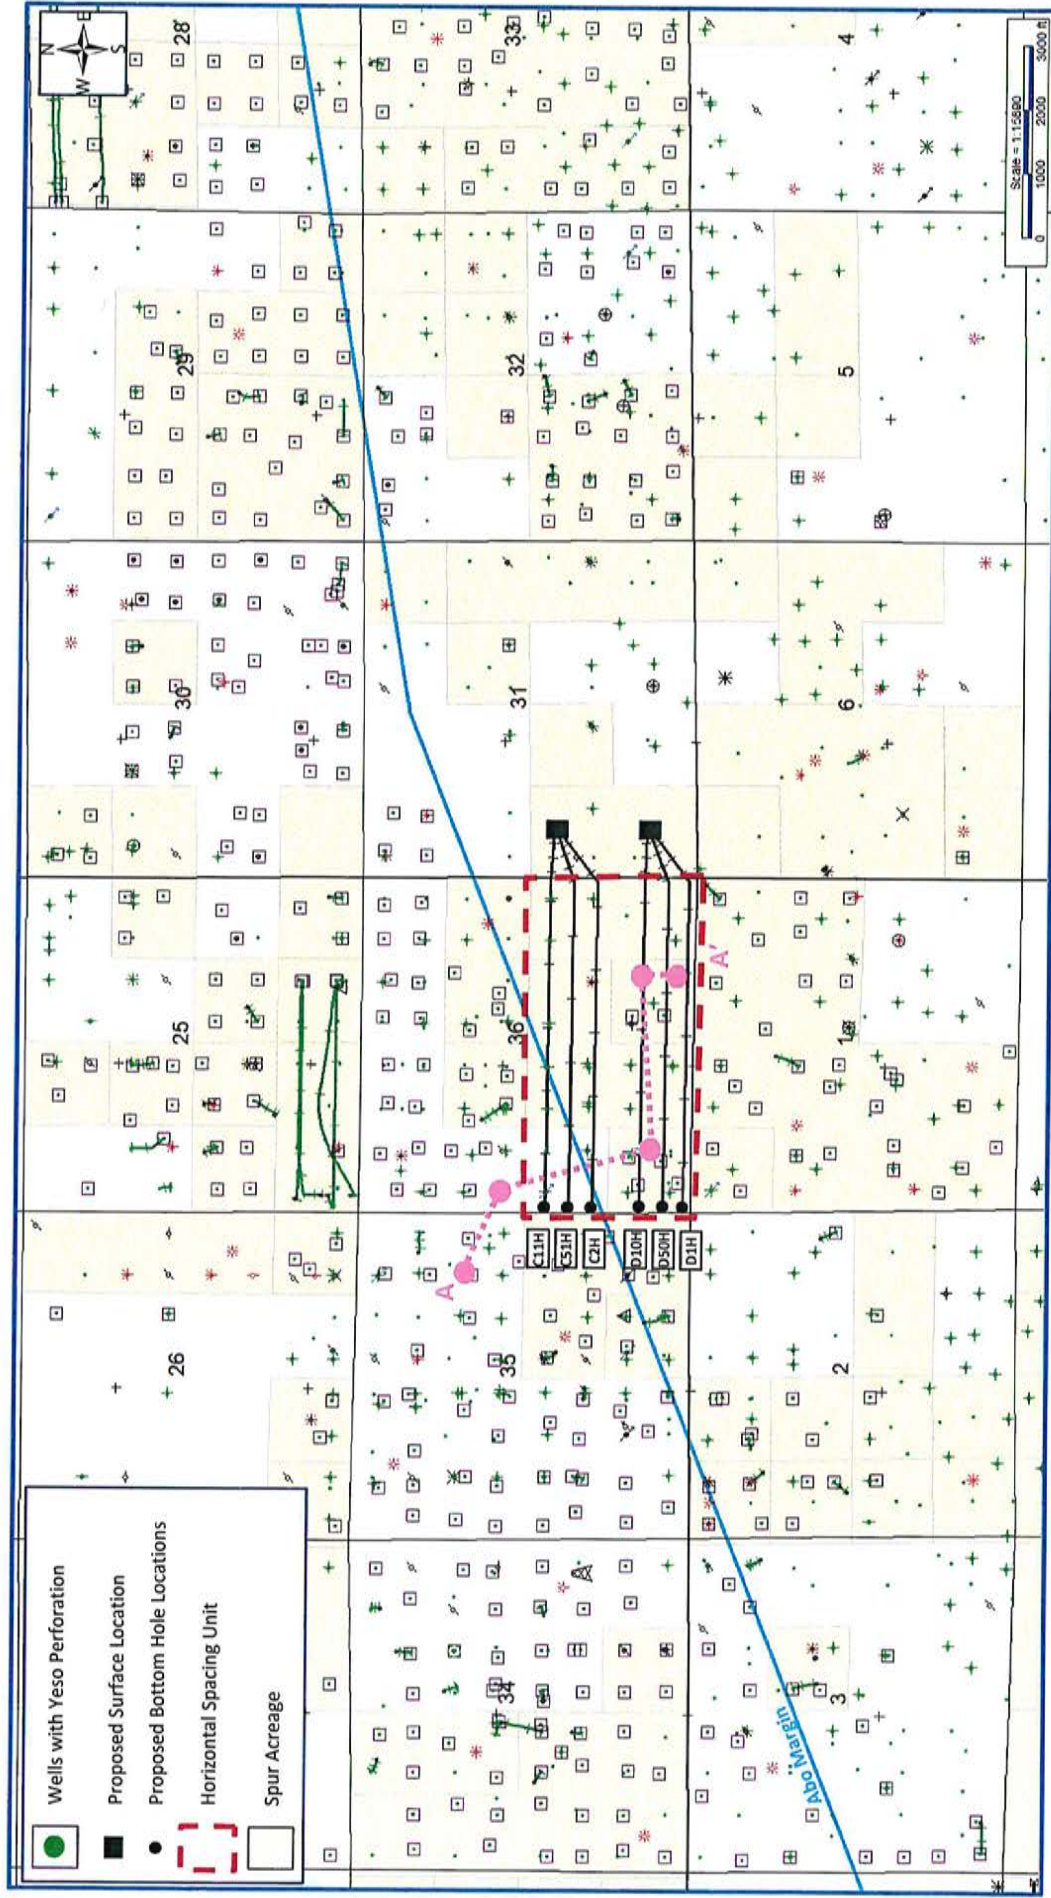 Wells with Yeso Perforation
Proposed Surface Location
Proposed Bottom Hole Locations
Horizontal Spacing Unit
Spur Acreage
N
E
S
W
26
25
30
29
28
34
35
36
31
32
33
3
2
1
6
5
4
A
A'
C11H
C51H
C2H
D10H
D50H
D1H
Abo Margin
Scale = 1:15890
0
1000
2000
3000 ft